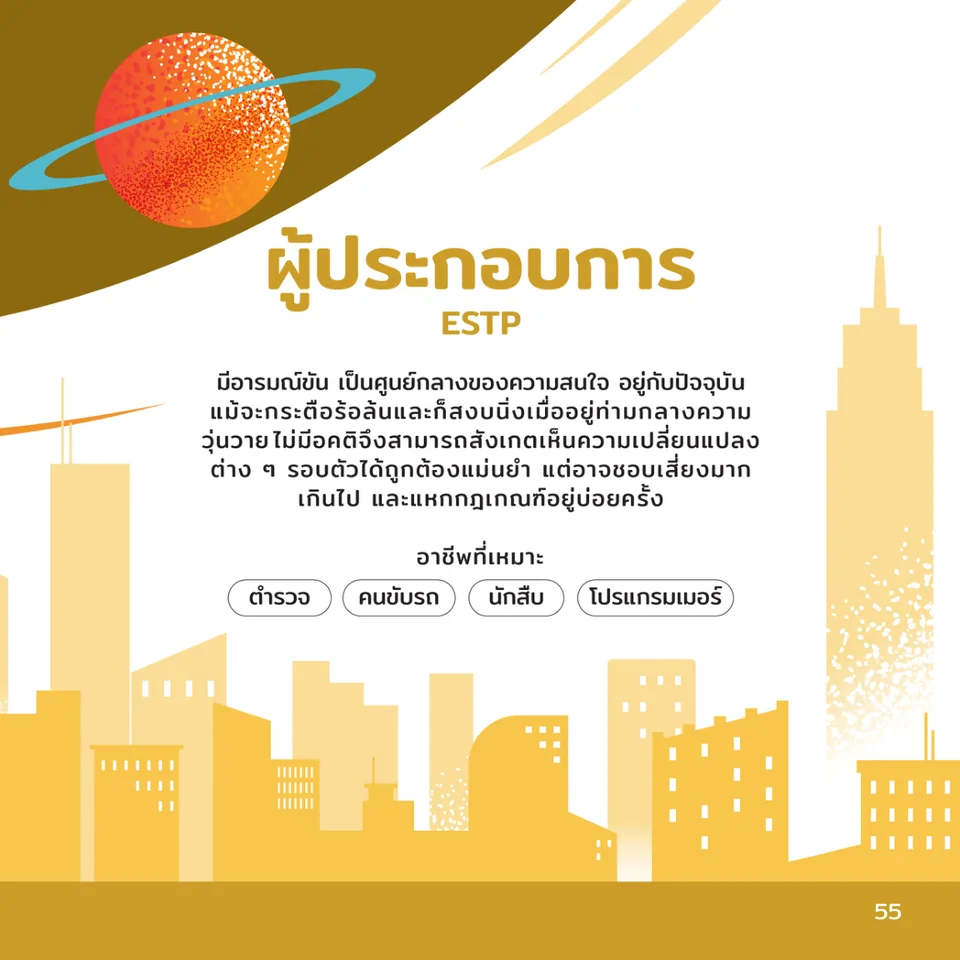 ผู้ประกอบการ
ESTP
มีอารมณ์ขัน เป็นศูนย์กลางของความสนใจ อยู่กับปัจจุบัน
แม้จะกระตือร้อล้นและก็สงบนิ่งเมื่ออยู่ท่ามกลางความ
วุ่นวาย ไม่มีอคติจึงสามารถสังเกตเห็นความเปลี่ยนแปลง
ต่าง ๆ รอบตัวได้ถูกต้องแม่นยำ แต่อาจชอบเสี่ยงมาก
เกินไป และแหกกฎเกณฑ์อยู่บ่อยครั้ง
อาชีพที่เหมาะ
ตำรวจ คนขับรถ นักสืบ โปรแกรมเมอร์
55